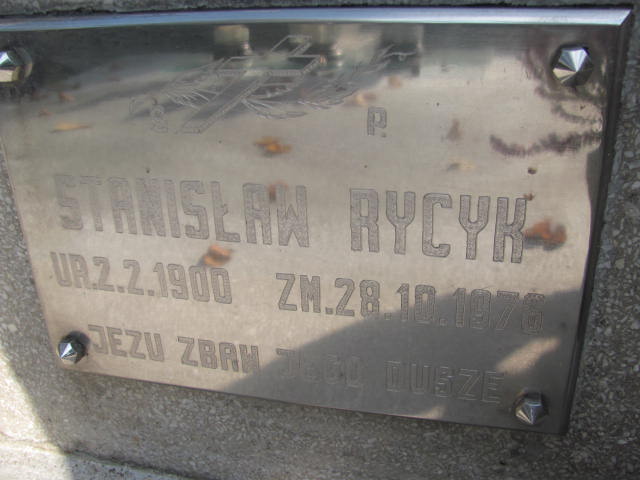 P.
STANISŁAW RYCYK
UR.2.2.1900 ZM.28.10.1976
JEZU ZBAW JEGO DUSZE